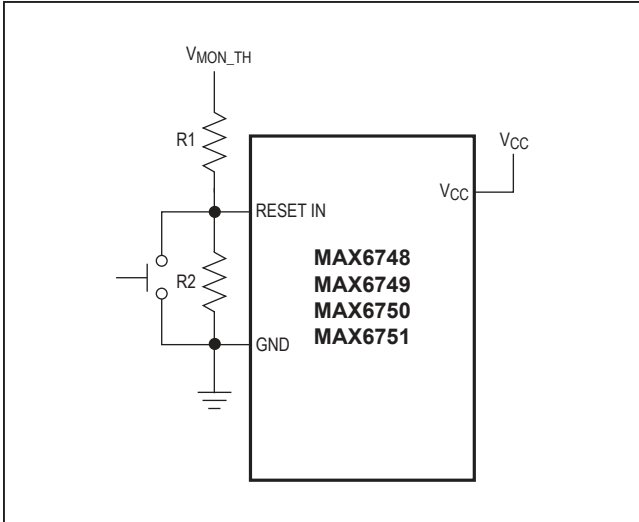 VMON_TH
R1
VCC
VCC
RESET IN
R2
MAX6748
MAX6749
MAX6750
MAX6751
GND